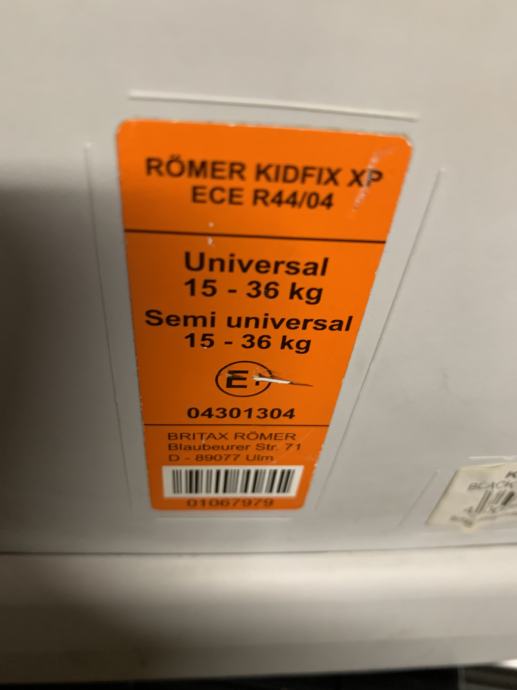 RÖMER KIDFIX XP
ECE R44/04
Universal
15 - 36 kg
Semi universal
15 - 36 kg
E1
04301304
BRITAX RÖMER
Blaubeurer Str. 71
D - 89077 Ulm
01067979
BLACK